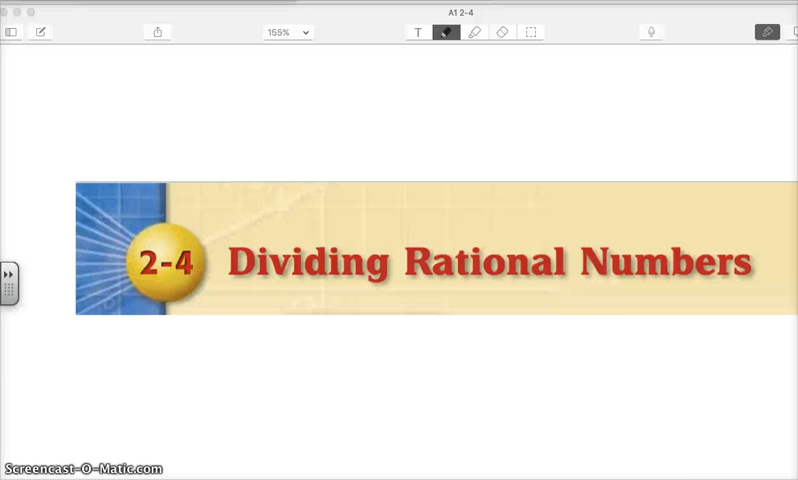 A1 2-4
155%
T
2-4 Dividing Rational Numbers
Screencast-O-Matic.com